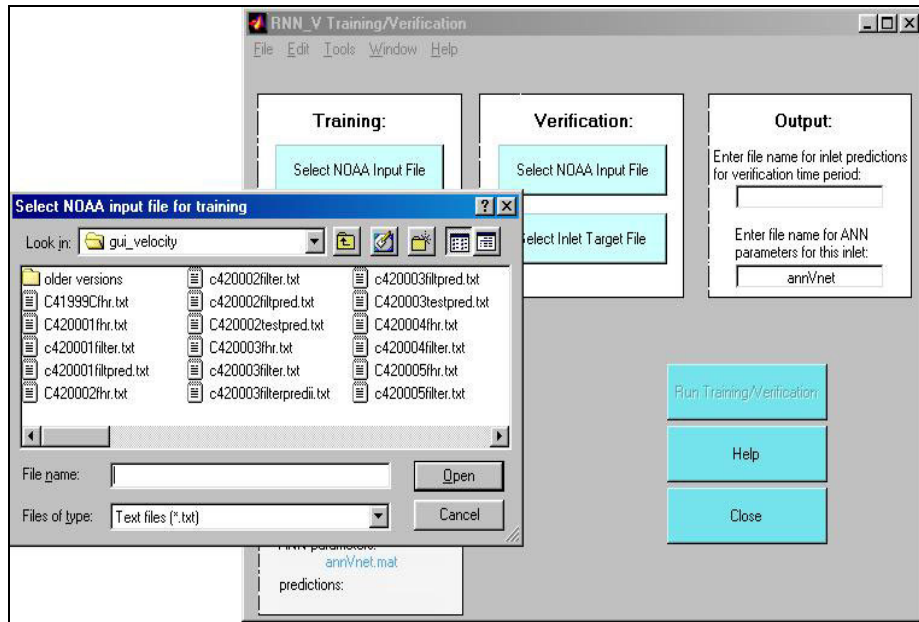 RNN_V Training/Verification
File Edit Tools Window Help
Training:
Select NOAA Input File
Verification:
Select NOAA Input File
Select Inlet Target File
Output:
Enter file name for inlet predictions
for verification time period:
Enter file name for ANN
parameters for this inlet:
annVnet
Run Training/Verification
Help
Close
Select NOAA input file for training
Look in: gui_velocity
older versions
C41999Cfhr.txt
C420001fhr.txt
c420001filter.txt
c420001filtpred.txt
C420002fhr.txt
c420002filter.txt
c420002filtpred.txt
C420002testpred.txt
C420003fhr.txt
c420003filter.txt
c420003filterpredii.txt
c420003filtpred.txt
C420003testpred.txt
C420004fhr.txt
c420004filter.txt
C420005fhr.txt
c420005filter.txt
File name:
Open
Files of type: Text files (*.txt)
Cancel
ANN parameters:
annVnet.mat
predictions: